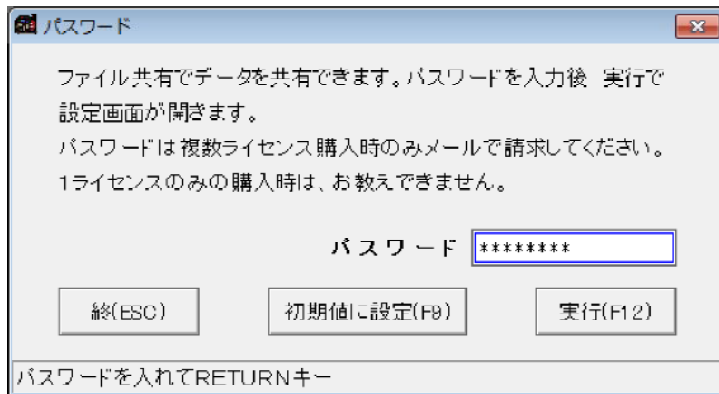 パスワード
ファイル共有でデータを共有できます。パスワードを入力後 実行で
設定画面が開きます。
パスワードは複数ライセンス購入時のみメールで請求してください。
1ライセンスのみの購入時は、お教えできません。
パスワード ********
終(ESC) 初期値に設定(F9) 実行(F12)
パスワードを入れてRETURNキー